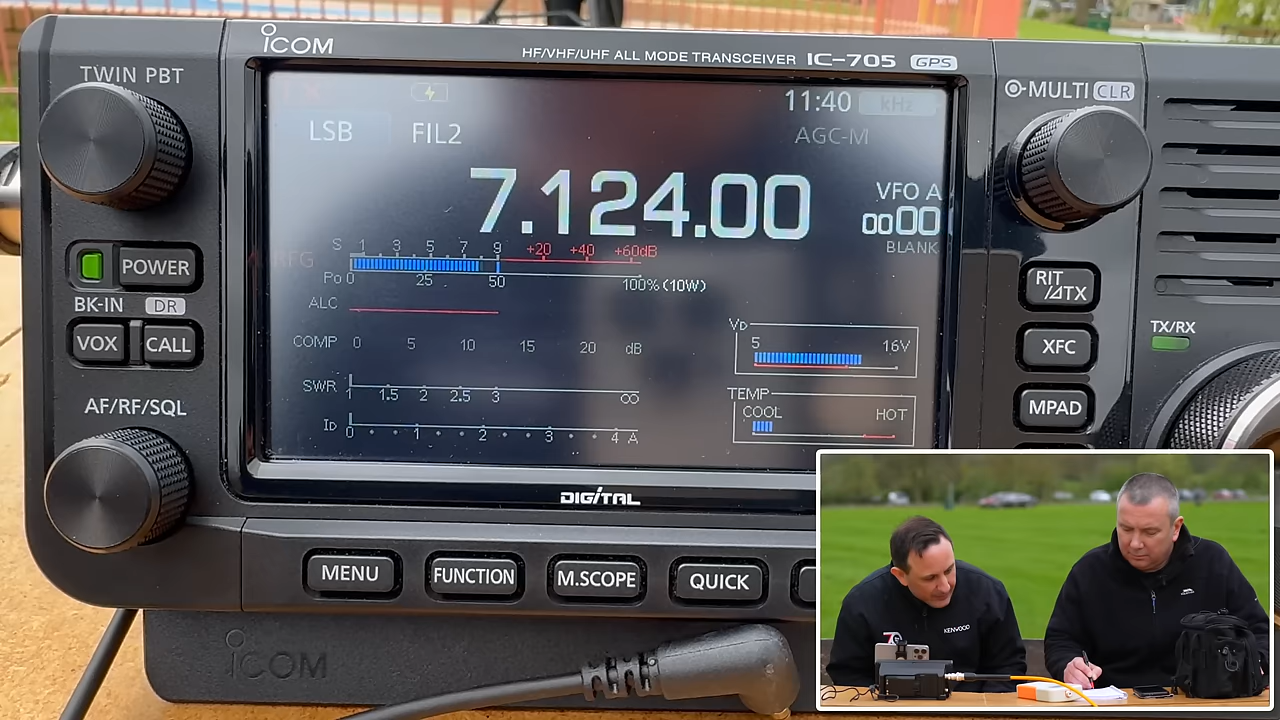 ICOM
HF/VHF/UHF ALL MODE TRANSCEIVER IC-705 GPS
TWIN PBT
MULTI CLR
11:40 kHz
LSB FIL2 AGC-M
7.124.00
VFO A
0000
BLANK
S 1 3 5 7 9 +20 +40 +60dB
RFG
Po 0 25 50 100% (10W)
ALC
COMP 0 5 10 15 20 dB
SWR 1 1.5 2 2.5 3 ∞
ID 0 1 2 3 4 A
VD
5 16V
TEMP
COOL HOT
POWER
BK-IN DR
VOX CALL
AF/RF/SQL
RIT
/⊿TX
TX/RX
XFC
MPAD
DIGITAL
MENU FUNCTION M.SCOPE QUICK
ICOM
KENWOOD